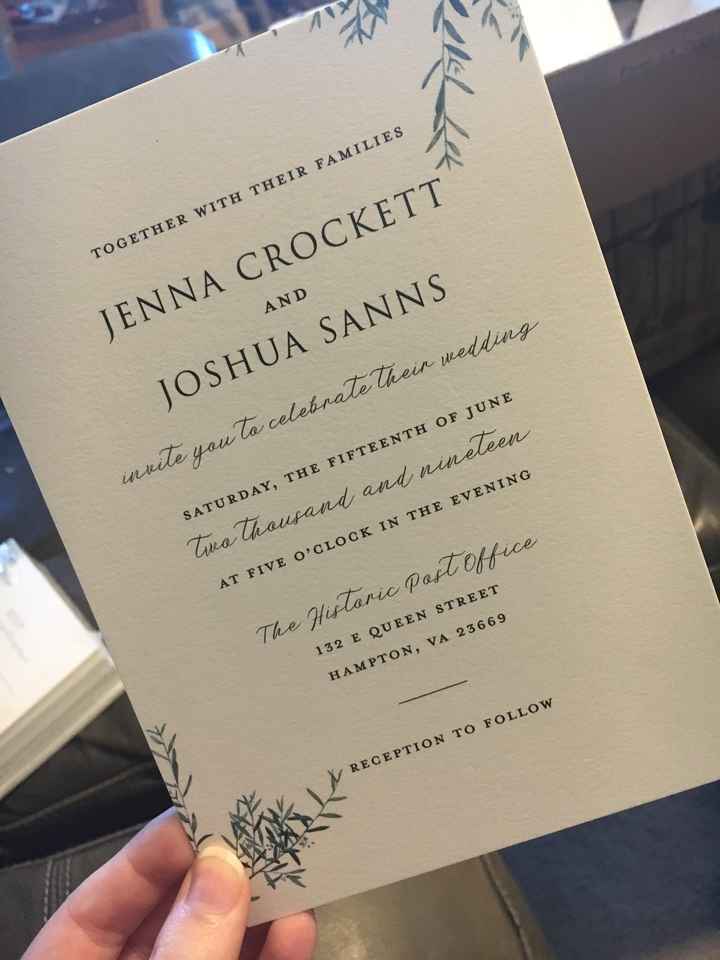 TOGETHER WITH THEIR FAMILIES
JENNA CROCKETT
AND
JOSHUA SANNS
invite you to celebrate their wedding
SATURDAY, THE FIFTEENTH OF JUNE
two thousand and nineteen
AT FIVE O'CLOCK IN THE EVENING
The Historic Post Office
132 E QUEEN STREET
HAMPTON, VA 23669
RECEPTION TO FOLLOW